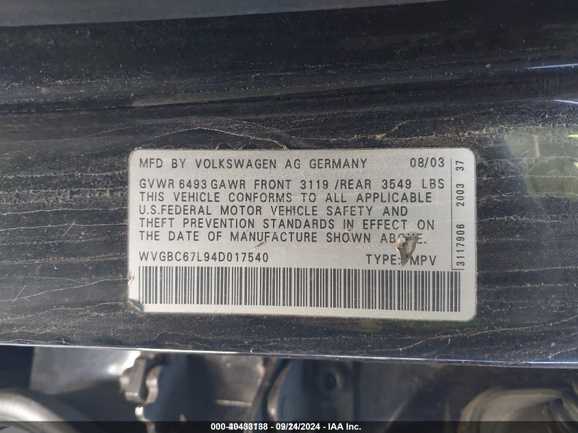 MFD BY VOLKSWAGEN AG GERMANY 08/03
GVWR 6493 GAWR FRONT 3119 /REAR 3549 LBS
THIS VEHICLE CONFORMS TO ALL APPLICABLE
U.S.FEDERAL MOTOR VEHICLE SAFETY AND
THEFT PREVENTION STANDARDS IN EFFECT ON
THE DATE OF MANUFACTURE SHOWN ABOVE.
WVGBC67L94D017540 TYPE: MPV
3117906 2003 37
09/24/2024 - IAA Inc.